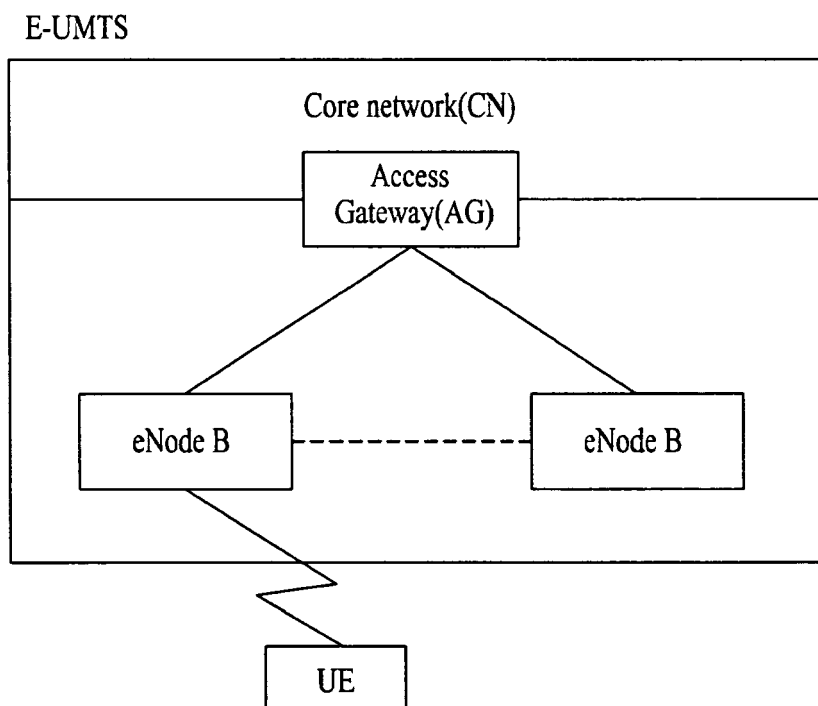 E-UMTS
Core network(CN)
Access
Gateway(AG)
eNode B
eNode B
UE